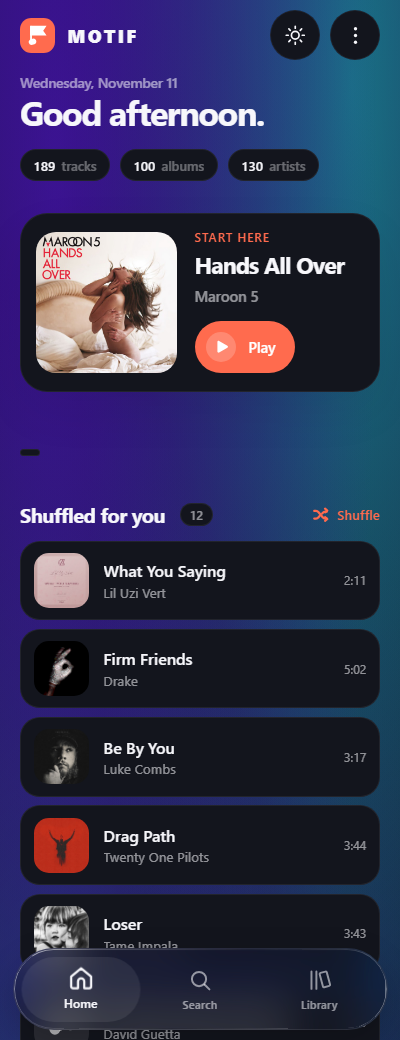 MOTIF
Wednesday, November 11
Good afternoon.
189 tracks 100 albums 130 artists
MAROON 5
HANDS
ALL
OVER
START HERE
Hands All Over
Maroon 5
Play
Shuffled for you 12 Shuffle
What You Saying
Lil Uzi Vert
2:11
Firm Friends
Drake
5:02
Be By You
Luke Combs
3:17
Drag Path
Twenty One Pilots
3:44
Loser
Tame Impala
3:43
David Guetta
Home Search Library